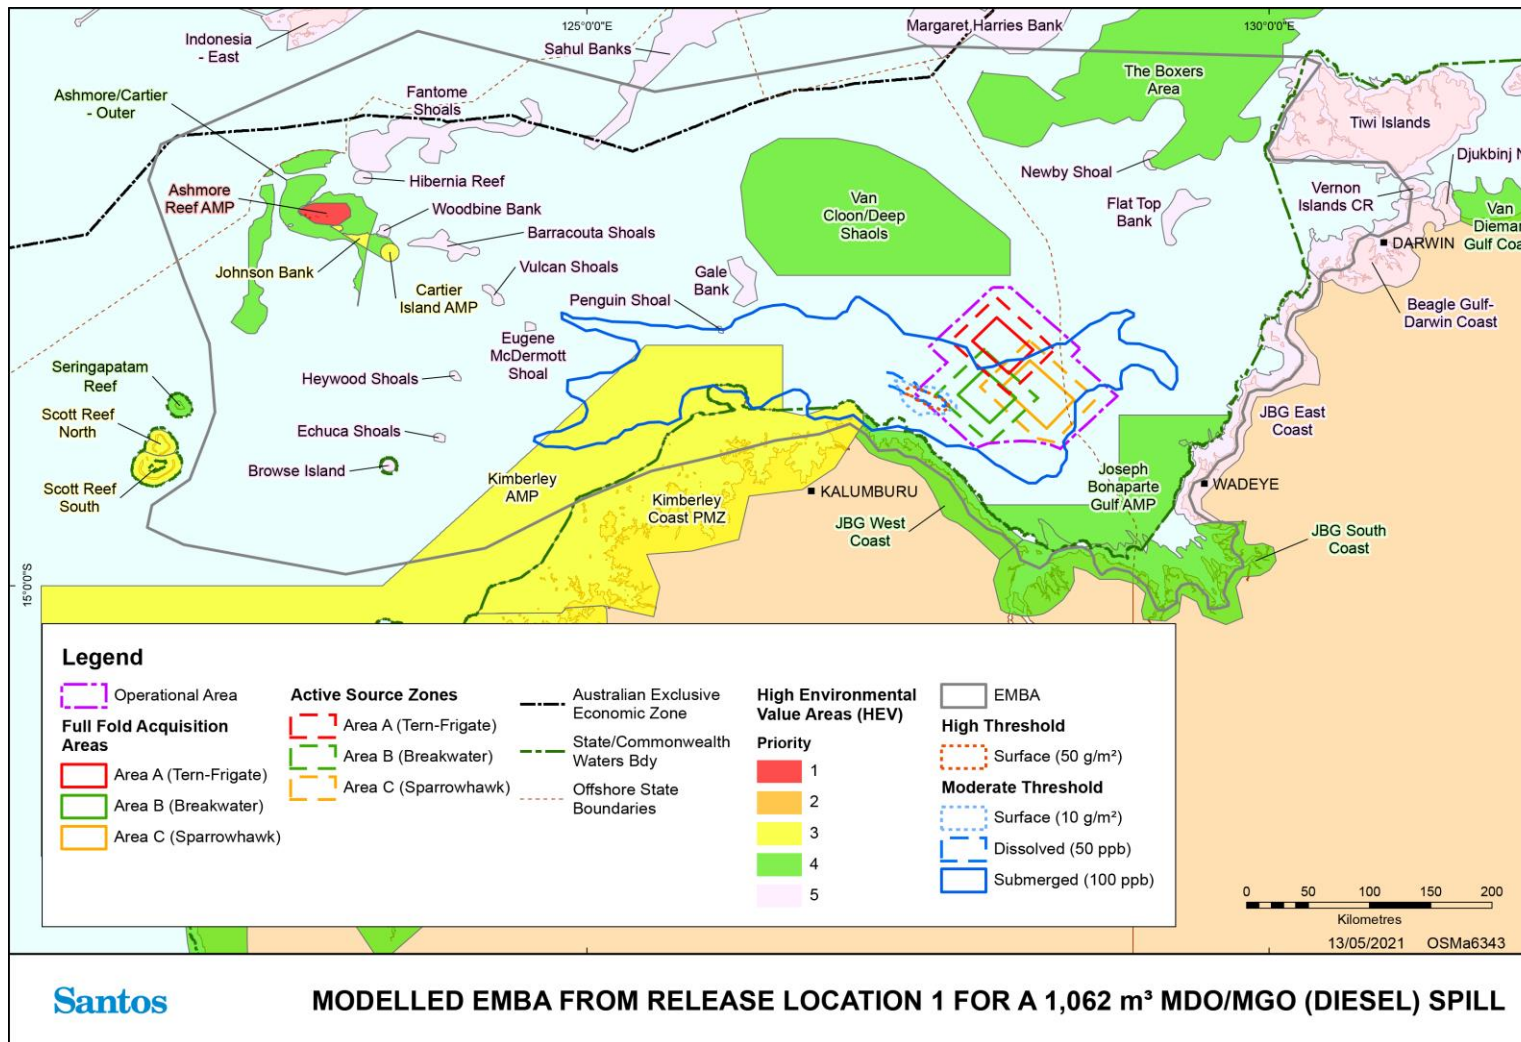 125°0'0"E
130°0'0"E
Indonesia
- East
Sahul Banks
Margaret Harries Bank
Ashmore/Cartier
- Outer
Fantome
Shoals
The Boxers
Area
Tiwi Islands
Ashmore
Reef AMP
Hibernia Reef
Woodbine Bank
Barracouta Shoals
Johnson Bank
Cartier
Island AMP
Vulcan Shoals
Eugene
McDermott
Shoal
Penguin Shoal
Gale
Bank
Van
Cloon/Deep
Shaols
Newby Shoal
Flat Top
Bank
Vernon
Islands CR
Djukbinj N
Van
Diemar
Gulf Coa
DARWIN
Beagle Gulf-
Darwin Coast
Seringapatam
Reef
Scott Reef
North
Scott Reef
South
Heywood Shoals
Echuca Shoals
Browse Island
Kimberley
AMP
Kimberley
Coast PMZ
KALUMBURU
JBG West
Coast
Joseph
Bonaparte
Gulf AMP
JBG East
Coast
WADEYE
JBG South
Coast
15°0'0"S
Legend
Operational Area
Full Fold Acquisition
Areas
Area A (Tern-Frigate)
Area B (Breakwater)
Area C (Sparrowhawk)
Active Source Zones
Area A (Tern-Frigate)
Area B (Breakwater)
Area C (Sparrowhawk)
Australian Exclusive
Economic Zone
State/Commonwealth
Waters Bdy
Offshore State
Boundaries
High Environmental
Value Areas (HEV)
Priority
1
2
3
4
5
EMBA
High Threshold
Surface (50 g/m²)
Moderate Threshold
Surface (10 g/m²)
Dissolved (50 ppb)
Submerged (100 ppb)
0 50 100 150 200
Kilometres
13/05/2021 OSMa6343
Santos
MODELLED EMBA FROM RELEASE LOCATION 1 FOR A 1,062 m³ MDO/MGO (DIESEL) SPILL